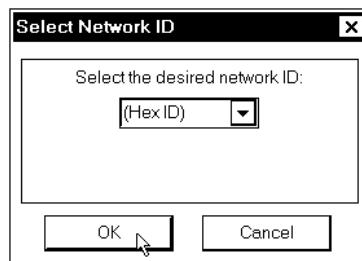 Select Network ID
Select the desired network ID:
(Hex ID)
OK
Cancel